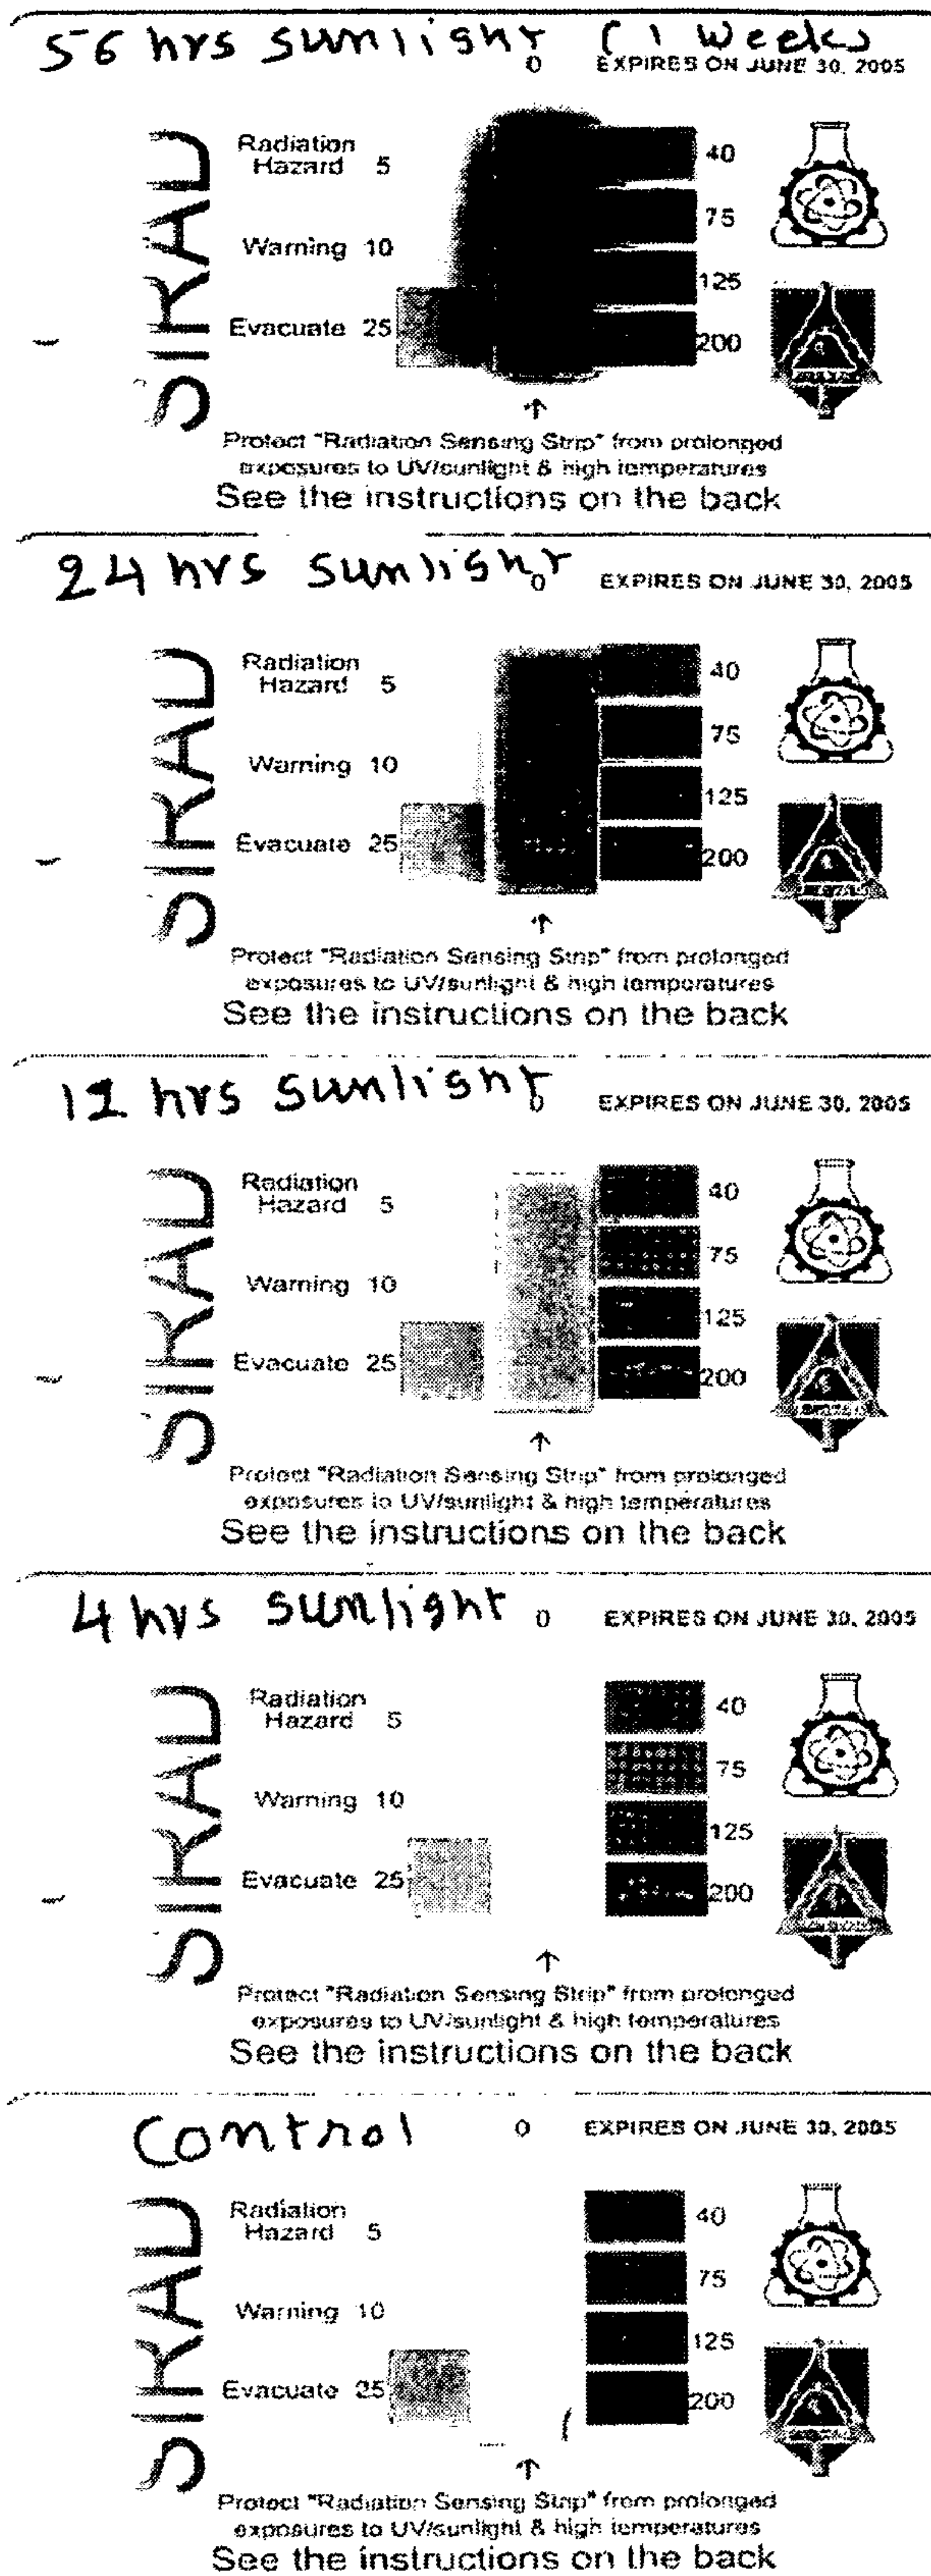 56 hrs sunlight (1 Week)
0 EXPIRES ON JUNE 30, 2005
SIRAD
Radiation
Hazard 5
Warning 10
Evacuate 25
40
75
125
200
↑
Protect "Radiation Sensing Strip" from prolonged
exposures to UV/sunlight & high temperatures
See the instructions on the back
24 hrs sunlight
0 EXPIRES ON JUNE 30, 2005
SIRAD
Radiation
Hazard 5
Warning 10
Evacuate 25
40
75
125
200
↑
Protect "Radiation Sensing Strip" from prolonged
exposures to UV/sunlight & high temperatures
See the instructions on the back
12 hrs sunlight
0 EXPIRES ON JUNE 30, 2005
SIRAD
Radiation
Hazard 5
Warning 10
Evacuate 25
40
75
125
200
↑
Protect "Radiation Sensing Strip" from prolonged
exposures to UV/sunlight & high temperatures
See the instructions on the back
4 hrs sunlight
0 EXPIRES ON JUNE 30, 2005
SIRAD
Radiation
Hazard 5
Warning 10
Evacuate 25
40
75
125
200
↑
Protect "Radiation Sensing Strip" from prolonged
exposures to UV/sunlight & high temperatures
See the instructions on the back
Control
0 EXPIRES ON JUNE 30, 2005
SIRAD
Radiation
Hazard 5
Warning 10
Evacuate 25
40
75
125
200
↑
Protect "Radiation Sensing Strip" from prolonged
exposures to UV/sunlight & high temperatures
See the instructions on the back